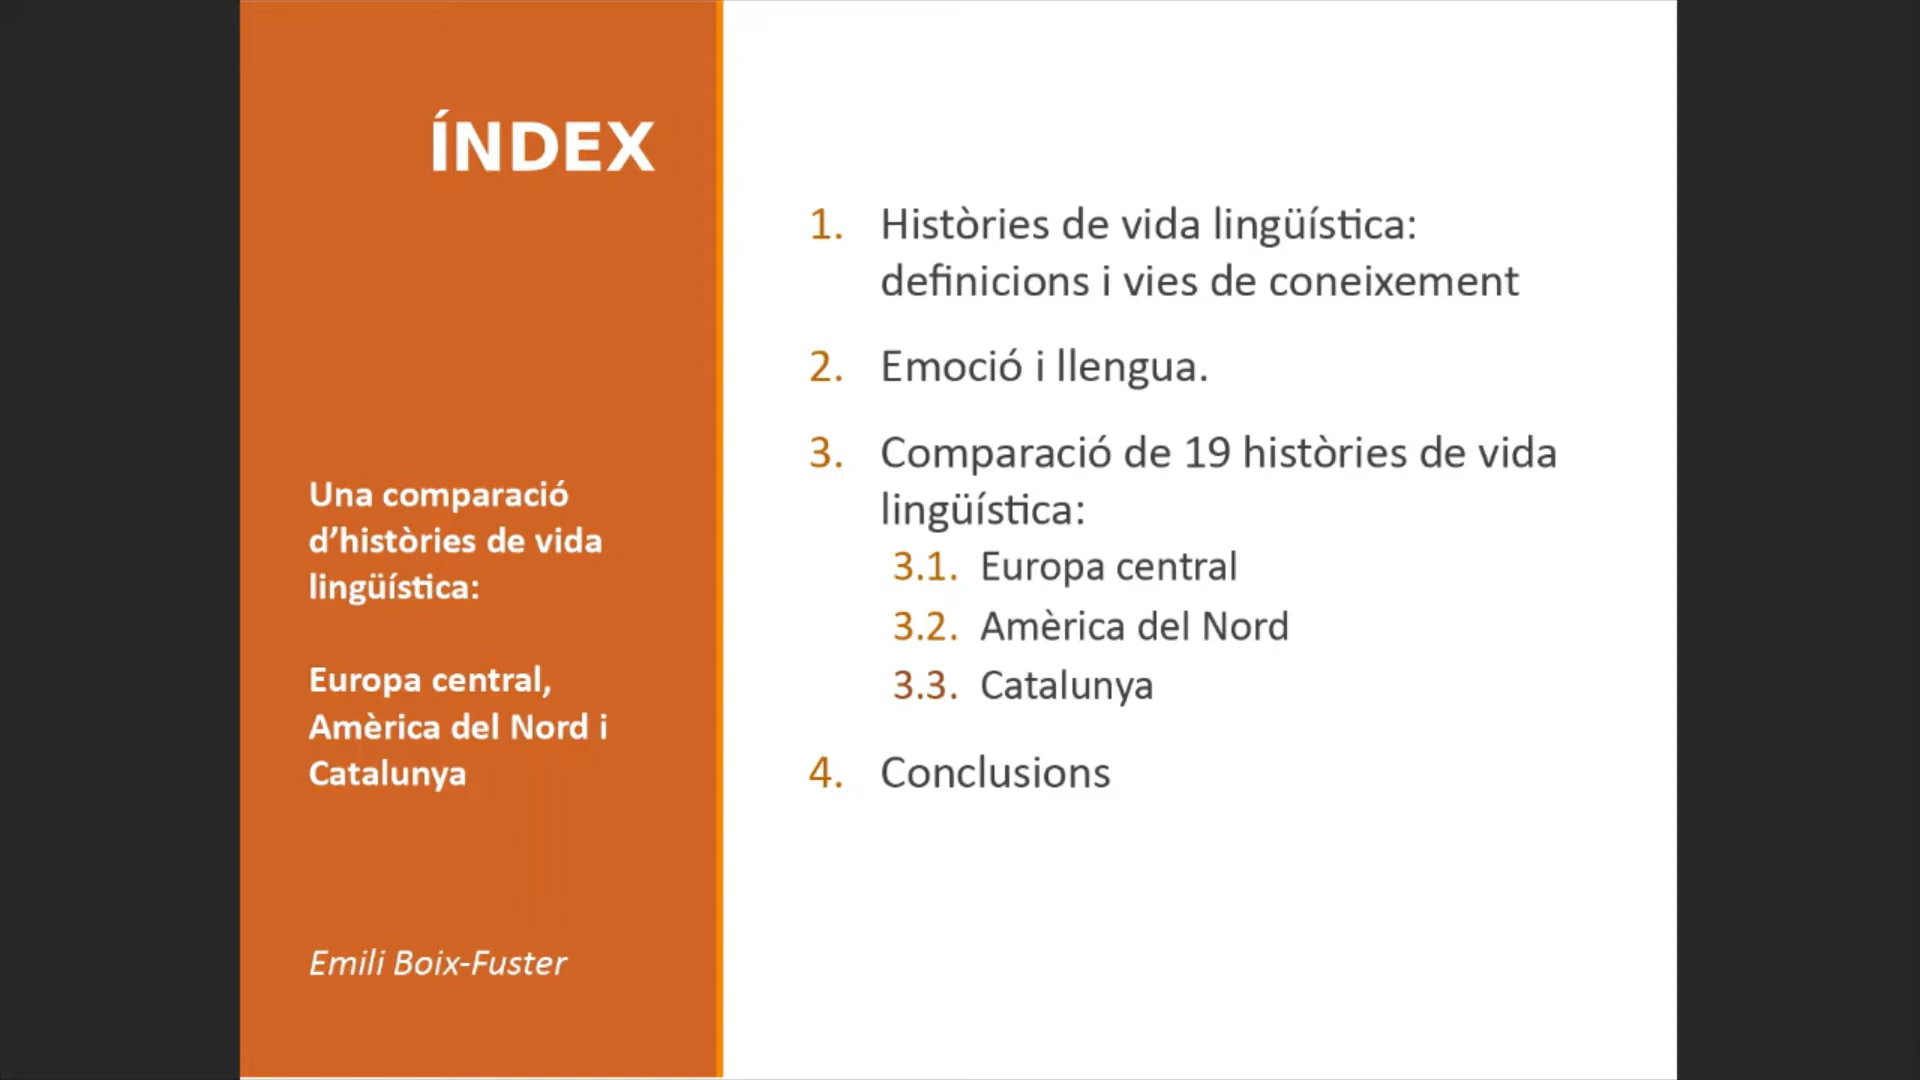 ÍNDEX
Una comparació
d’històries de vida
lingüística:
Europa central,
Amèrica del Nord i
Catalunya
Emili Boix-Fuster
1. Històries de vida lingüística:
definicions i vies de coneixement
2. Emoció i llengua.
3. Comparació de 19 històries de vida
lingüística:
3.1. Europa central
3.2. Amèrica del Nord
3.3. Catalunya
4. Conclusions